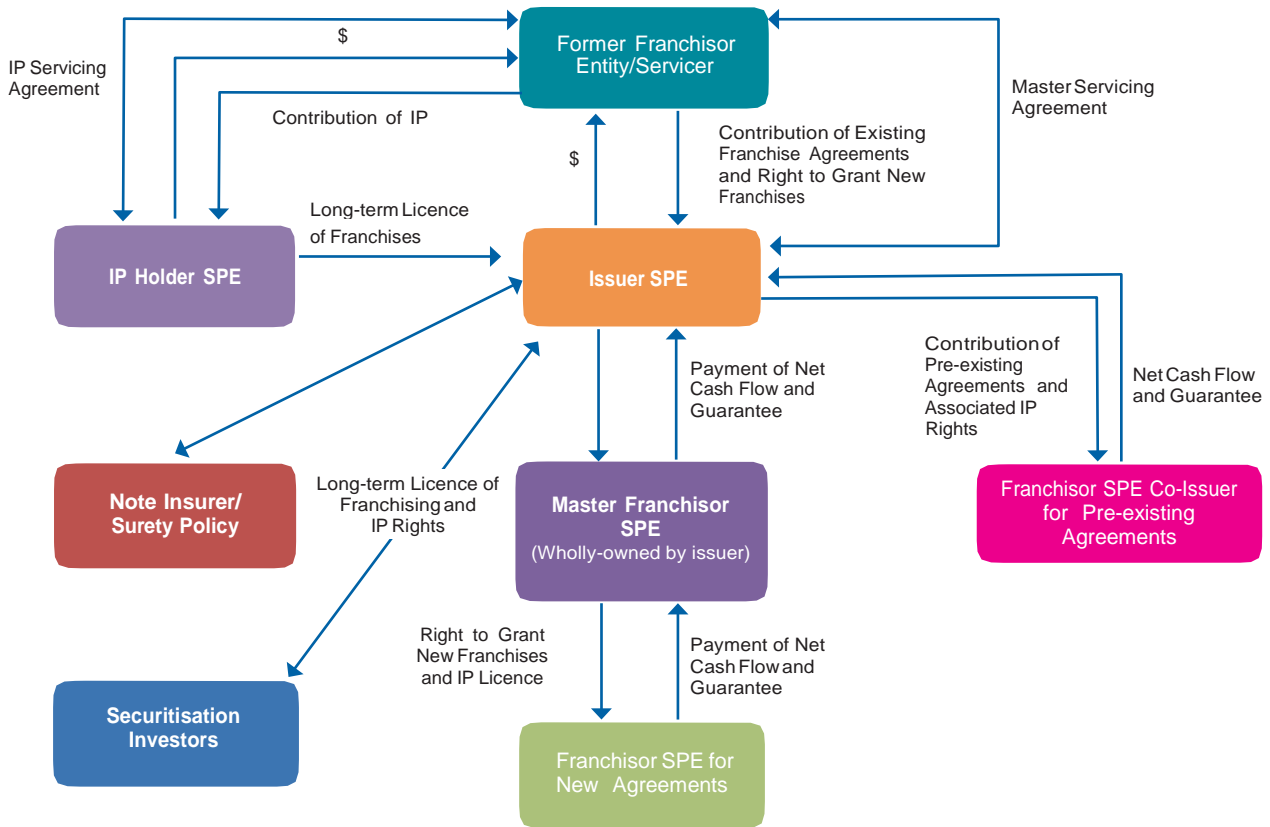 $
Former Franchisor
Entity/Servicer
IP Servicing
Agreement
Master Servicing
Agreement
Contribution of IP
$
Contribution of Existing
Franchise Agreements
and Right to Grant New
Franchises
Long-term Licence
of Franchises
IP Holder SPE
Issuer SPE
Payment of Net
Cash Flow and
Guarantee
Contribution of
Pre-existing
Agreements and
Associated IP
Rights
Net Cash Flow
and Guarantee
Note Insurer/
Surety Policy
Long-term Licence of
Franchising and
IP Rights
Master Franchisor
SPE
(Wholly-owned by issuer)
Franchisor SPE Co-Issuer
for Pre-existing
Agreements
Right to Grant
New Franchises
and IP Licence
Payment of Net
Cash Flow and
Guarantee
Securitisation
Investors
Franchisor SPE for
New Agreements